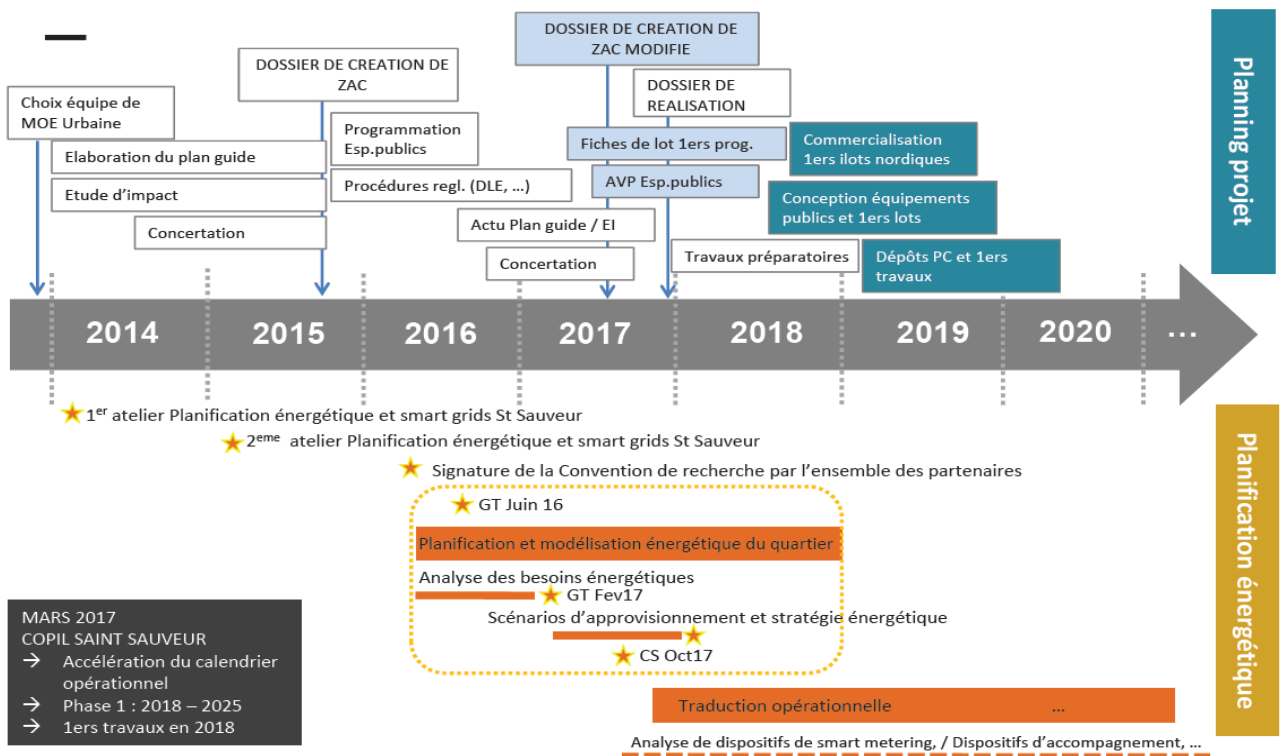 DOSSIER DE CREATION DE
ZAC MODIFIE
DOSSIER DE CREATION DE
ZAC
DOSSIER DE
REALISATION
Choix équipe de
MOE Urbaine
Programmation
Esp.publics
Fiches de lot 1ers prog.
Commercialisation
1ers ilots nordiques
Elaboration du plan guide
Etude d'impact
Procédures regl. (DLE, ...)
AVP Esp.publics
Conception équipements
publics et 1ers lots
Concertation
Actu Plan guide / EI
Concertation
Travaux préparatoires
Dépôts PC et 1ers
travaux
Planning projet
2014
2015
2016
2017
2018
2019
2020
...
1er atelier Planification énergétique et smart grids St Sauveur
2eme atelier Planification énergétique et smart grids St Sauveur
Signature de la Convention de recherche par l'ensemble des partenaires
GT Juin 16
Planification et modélisation énergétique du quartier
Analyse des besoins énergétiques
GT Fev17
Scénarios d'approvisionnement et stratégie énergétique
CS Oct17
Traduction opérationnelle ...
Analyse de dispositifs de smart metering, / Dispositifs d'accompagnement, ...
Planification énergétique
MARS 2017
COPIL SAINT SAUVEUR
→ Accélération du calendrier
opérationnel
→ Phase 1 : 2018 – 2025
→ 1ers travaux en 2018